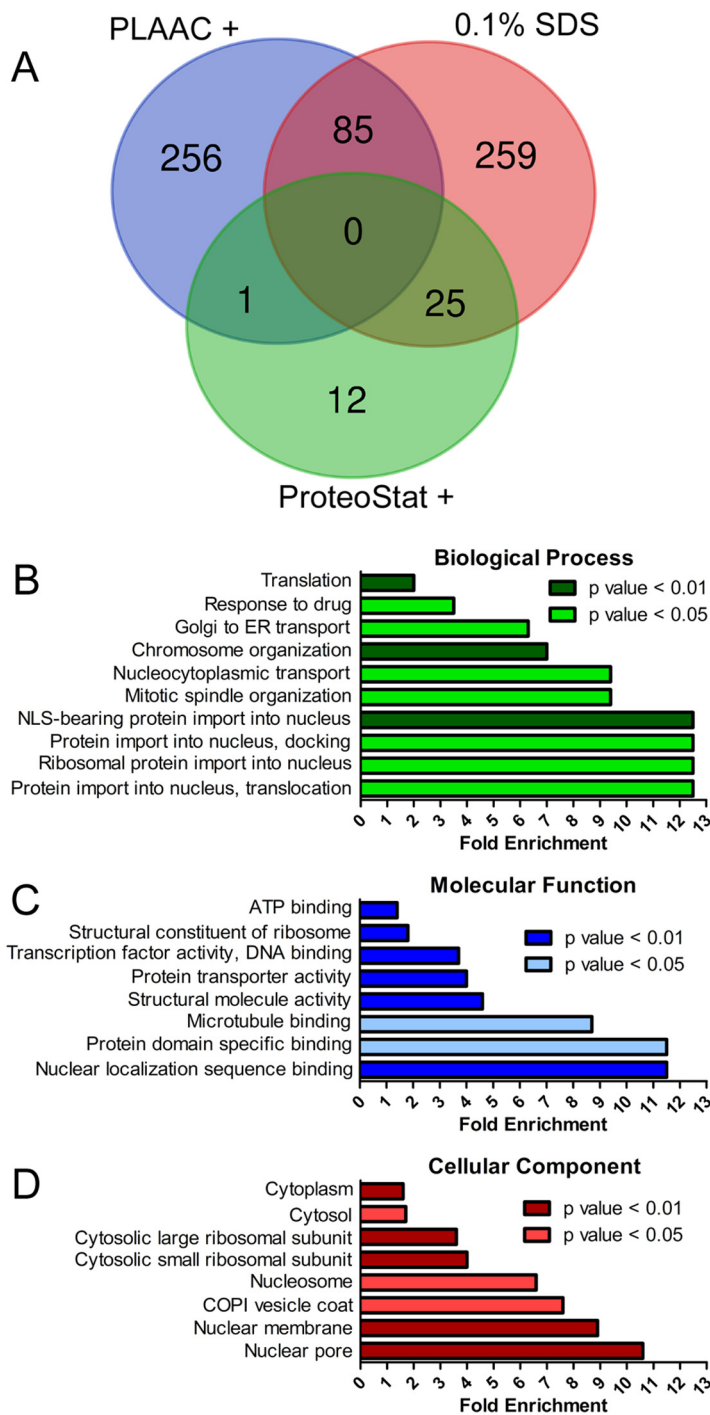 PLAAC +
0.1% SDS
A
256
85
259
0
1
25
12
ProteoStat +
B
Biological Process
Translation
Response to drug
Golgi to ER transport
Chromosome organization
Nucleocytoplasmic transport
Mitotic spindle organization
NLS-bearing protein import into nucleus
Protein import into nucleus, docking
Ribosomal protein import into nucleus
Protein import into nucleus, translocation
p value < 0.01
p value < 0.05
0 1 2 3 4 5 6 7 8 9 10 11 12 13
Fold Enrichment
C
Molecular Function
ATP binding
Structural constituent of ribosome
Transcription factor activity, DNA binding
Protein transporter activity
Structural molecule activity
Microtubule binding
Protein domain specific binding
Nuclear localization sequence binding
p value < 0.01
p value < 0.05
0 1 2 3 4 5 6 7 8 9 10 11 12 13
Fold Enrichment
D
Cellular Component
Cytoplasm
Cytosol
Cytosolic large ribosomal subunit
Cytosolic small ribosomal subunit
Nucleosome
COPI vesicle coat
Nuclear membrane
Nuclear pore
p value < 0.01
p value < 0.05
0 1 2 3 4 5 6 7 8 9 10 11 12 13
Fold Enrichment